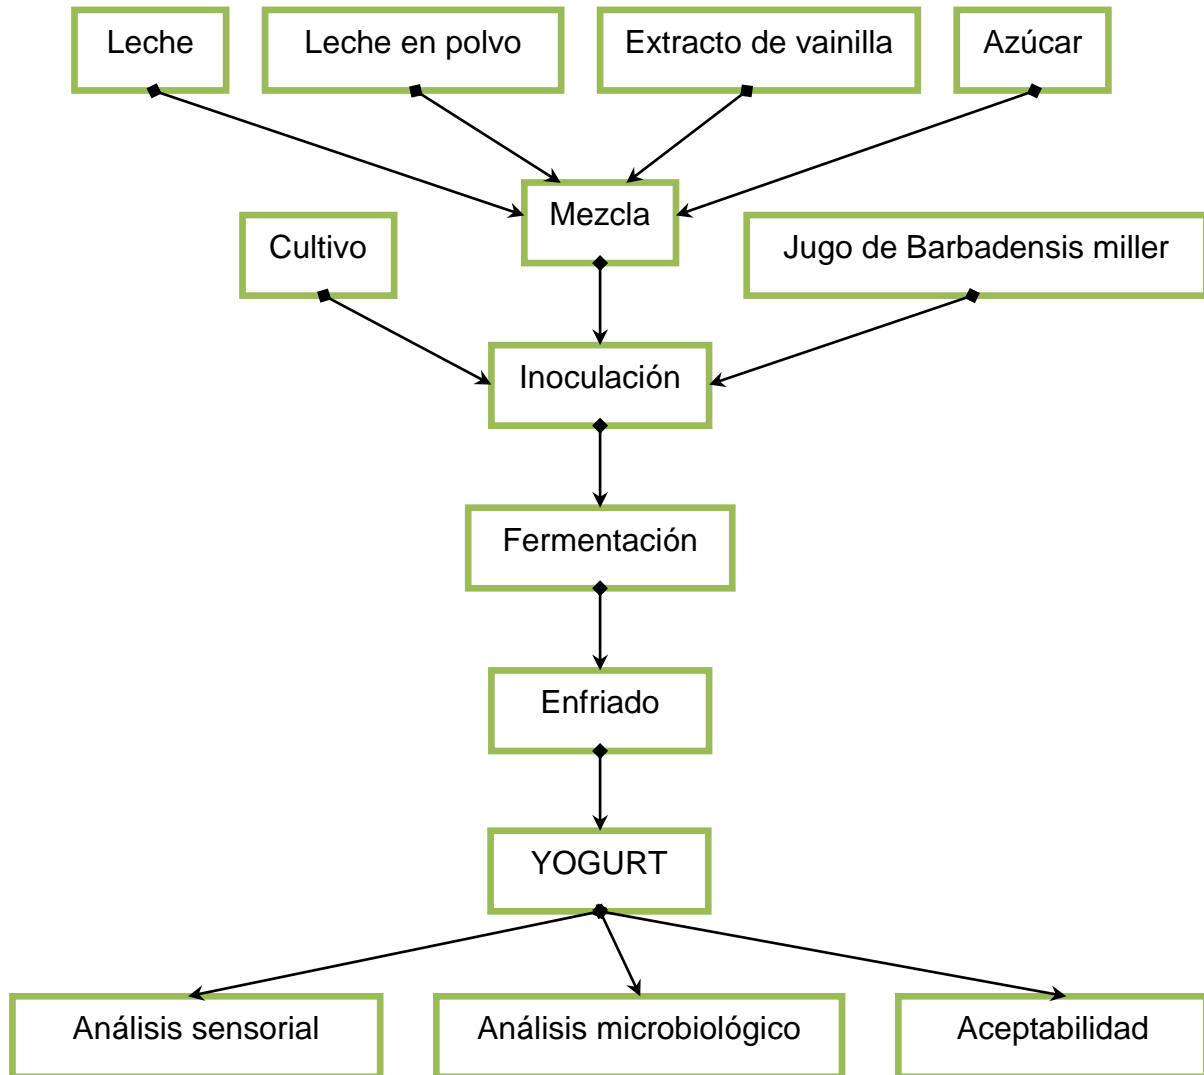 Leche
Leche en polvo
Extracto de vainilla
Azúcar
Mezcla
Cultivo
Jugo de Barbadensis miller
Inoculación
Fermentación
Enfriado
YOGURT
Análisis sensorial
Análisis microbiológico
Aceptabilidad